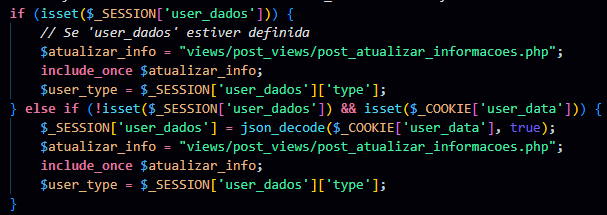 if (isset($_SESSION['user_dados'])) {
// Se 'user_dados' estiver definida
$atualizar_info = "views/post_views/post_atualizar_informacoes.php";
include_once $atualizar_info;
$user_type = $_SESSION['user_dados']['type'];
} else if (!isset($_SESSION['user_dados']) && isset($_COOKIE['user_data'])) {
$_SESSION['user_dados'] = json_decode($_COOKIE['user_data'], true);
$atualizar_info = "views/post_views/post_atualizar_informacoes.php";
include_once $atualizar_info;
$user_type = $_SESSION['user_dados']['type'];
}